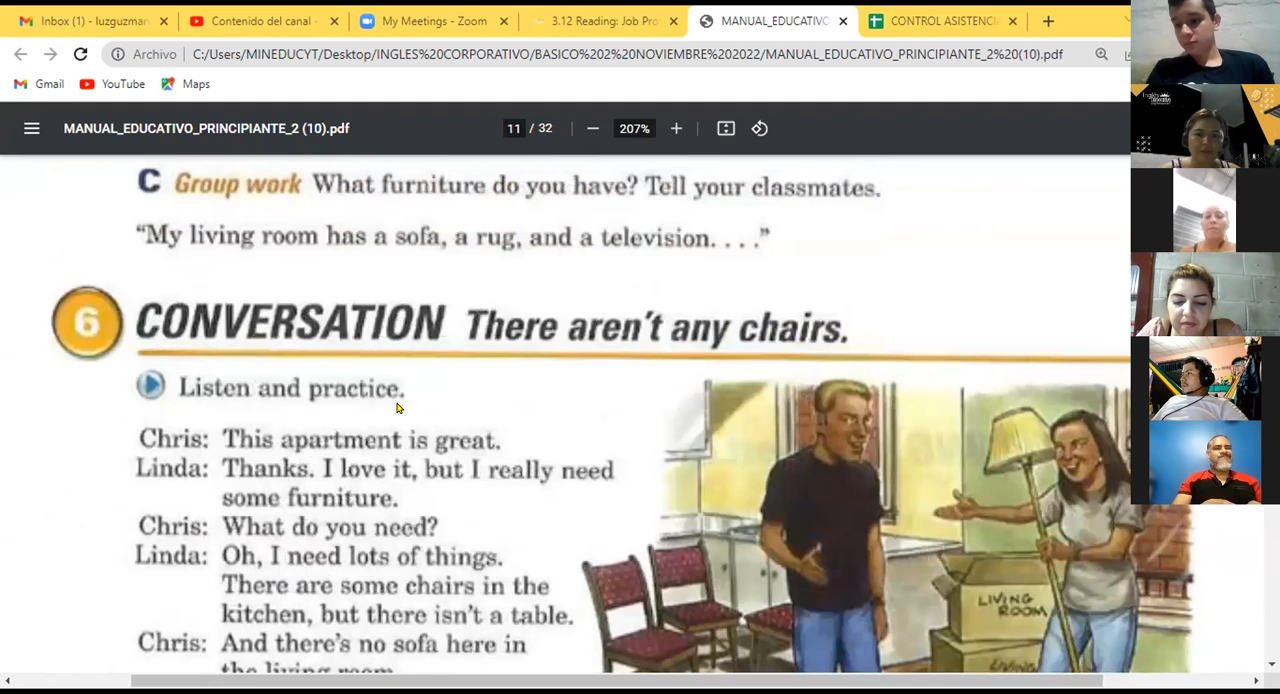 Inbox (1) - luzguzman
Contenido del canal -
My Meetings - Zoom
3.12 Reading: Job Pro
MANUAL_EDUCATIVO
CONTROL ASISTENCI
Archivo
C:/Users/MINEDUCYT/Desktop/INGLES%20CORPORATIVO/BASICO%202%20NOVIEMBRE%202022/MANUAL_EDUCATIVO_PRINCIPIANTE_2%20(10).pdf
Gmail
YouTube
Maps
MANUAL_EDUCATIVO_PRINCIPIANTE_2 (10).pdf
11 / 32
207%
C Group work What furniture do you have? Tell your classmates.
“My living room has a sofa, a rug, and a television. . . .”
6 CONVERSATION There aren't any chairs.
Listen and practice.
Chris: This apartment is great.
Linda: Thanks. I love it, but I really need
some furniture.
Chris: What do you need?
Linda: Oh, I need lots of things.
There are some chairs in the
kitchen, but there isn't a table.
Chris: And there's no sofa here in
the living room
LIVING
ROOM
LIVING